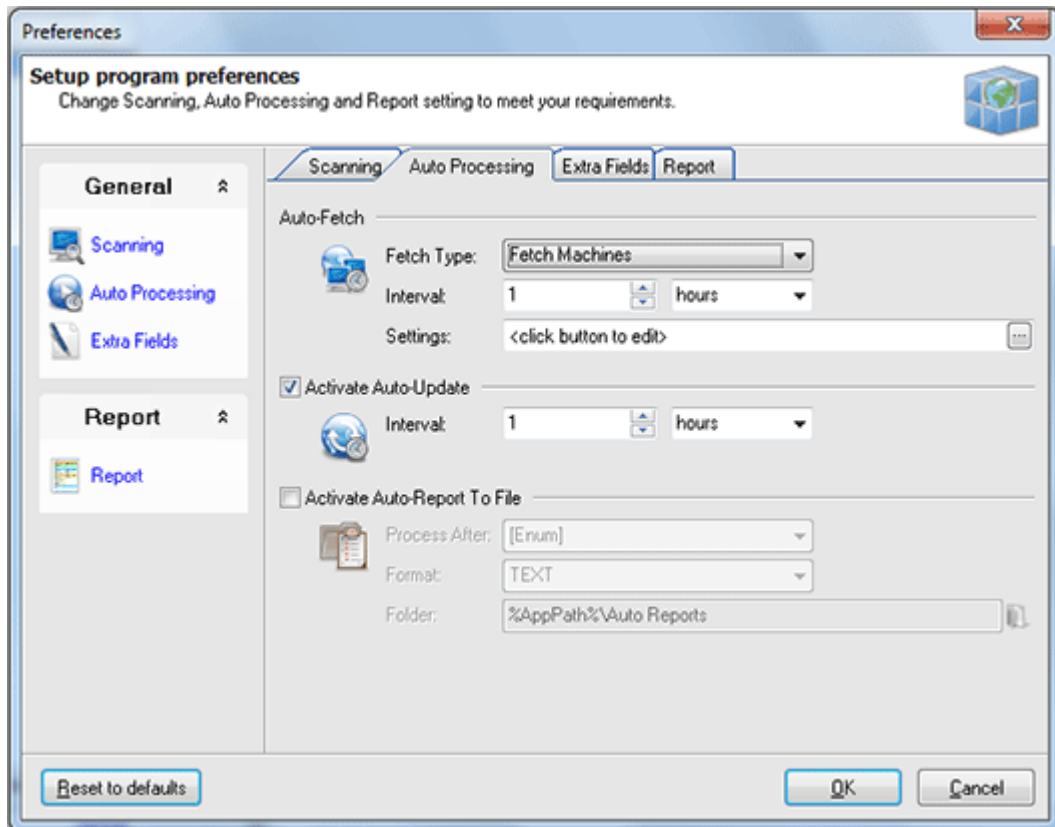 Preferences
Setup program preferences
Change Scanning, Auto Processing and Report setting to meet your requirements.
General
Scanning
Auto Processing
Extra Fields
Report
Report
Scanning
Auto Processing
Extra Fields
Report
Auto-Fetch
Fetch Type:
Fetch Machines
Interval:
1
hours
Settings:
<click button to edit>
...
Activate Auto-Update
Interval:
1
hours
Activate Auto-Report To File
Process After:
[Enum]
Format:
TEXT
Folder:
%AppPath%\Auto Reports
Reset to defaults
OK
Cancel